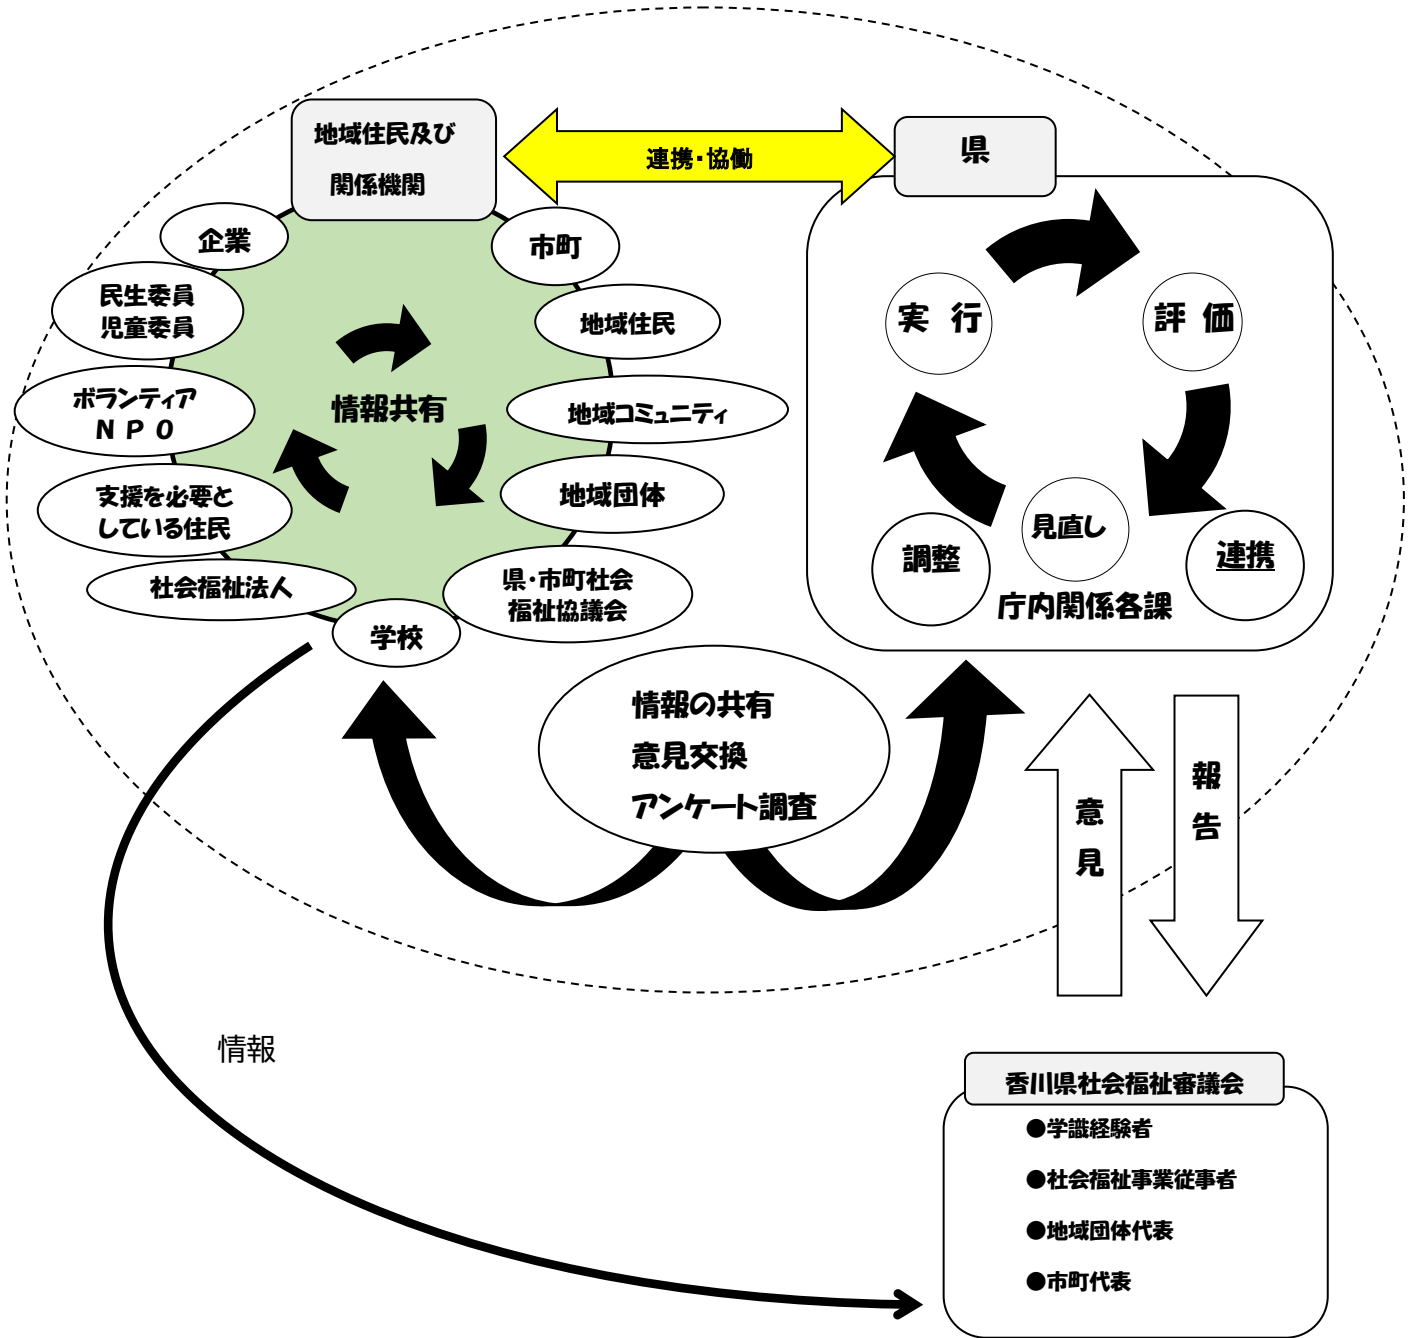 地域住民及び
関係機関
連携・協働
県
企業
市町
民生委員
児童委員
地域住民
ボランティア
ＮＰＯ
情報共有
地域コミュニティ
支援を必要と
している住民
地域団体
社会福祉法人
県・市町社会
福祉協議会
学校
実 行
評 価
見直し
調整
連携
庁内関係各課
情報の共有
意見交換
アンケート調査
意見
報告
情報
香川県社会福祉審議会
●学識経験者
●社会福祉事業従事者
●地域団体代表
●市町代表